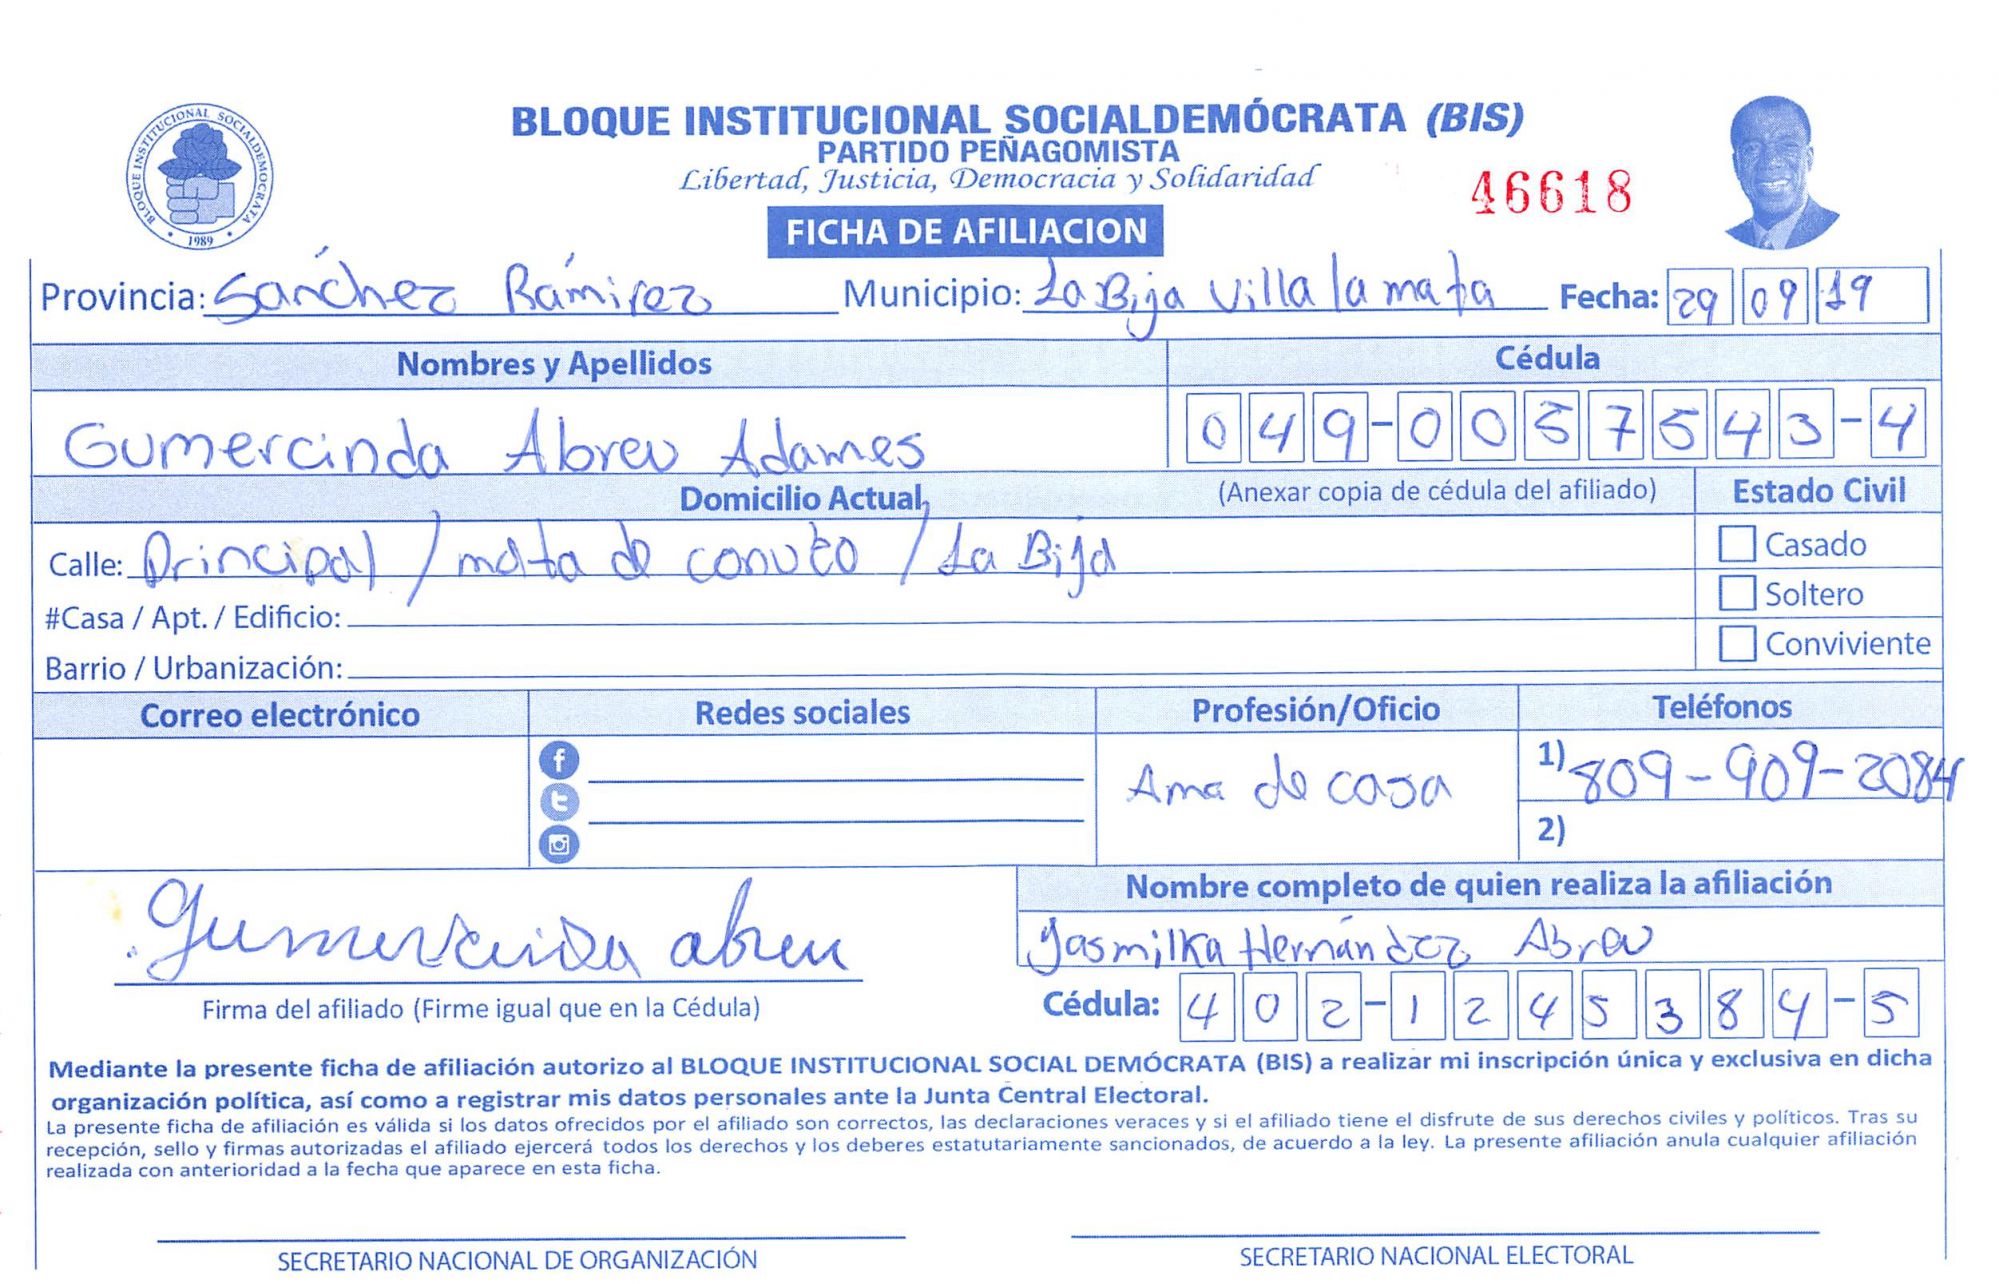 BLOQUE INSTITUCIONAL SOCIALDEMÓCRATA (BIS)
PARTIDO PEÑAGOMISTA
Libertad, Justicia, Democracia y Solidaridad
46618
BLOQUE INSTITUCIONAL SOCIALDEMOCRATA
1989
FICHA DE AFILIACION
Provincia: Sánchez Rámirez Municipio: La Bija Villa la mata Fecha: 29 09 19
Nombres y Apellidos Cédula
Gumercinda Abreu Adames 049-0057543-4
Domicilio Actual (Anexar copia de cédula del afiliado) Estado Civil
Calle: Principal / mata de conuco / La Bija Casado
#Casa / Apt. / Edificio: Soltero
Barrio / Urbanización: Conviviente
Correo electrónico Redes sociales Profesión/Oficio Teléfonos
Ama de casa 1) 809-909-2084
2)
Nombre completo de quien realiza la afiliación
Gumercinda abreu Yasmilka Hernández Abreu
Firma del afiliado (Firme igual que en la Cédula) Cédula: 402-1245384-5
Mediante la presente ficha de afiliación autorizo al BLOQUE INSTITUCIONAL SOCIAL DEMÓCRATA (BIS) a realizar mi inscripción única y exclusiva en dicha
organización política, así como a registrar mis datos personales ante la Junta Central Electoral.
La presente ficha de afiliación es válida si los datos ofrecidos por el afiliado son correctos, las declaraciones veraces y si el afiliado tiene el disfrute de sus derechos civiles y políticos. Tras su
recepción, sello y firmas autorizadas el afiliado ejercerá todos los derechos y los deberes estatutariamente sancionados, de acuerdo a la ley. La presente afiliación anula cualquier afiliación
realizada con anterioridad a la fecha que aparece en esta ficha.
SECRETARIO NACIONAL DE ORGANIZACIÓN SECRETARIO NACIONAL ELECTORAL